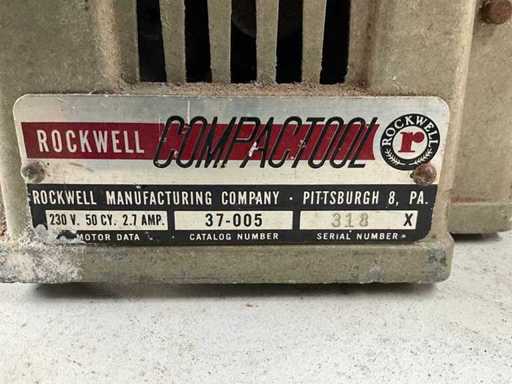 ROCKWELL COMPACTOOL ROCKWELL r
ROCKWELL MANUFACTURING COMPANY · PITTSBURGH 8, PA.
230 V. 50 CY. 2.7 AMP. 37-005 318 X
MOTOR DATA CATALOG NUMBER SERIAL NUMBER